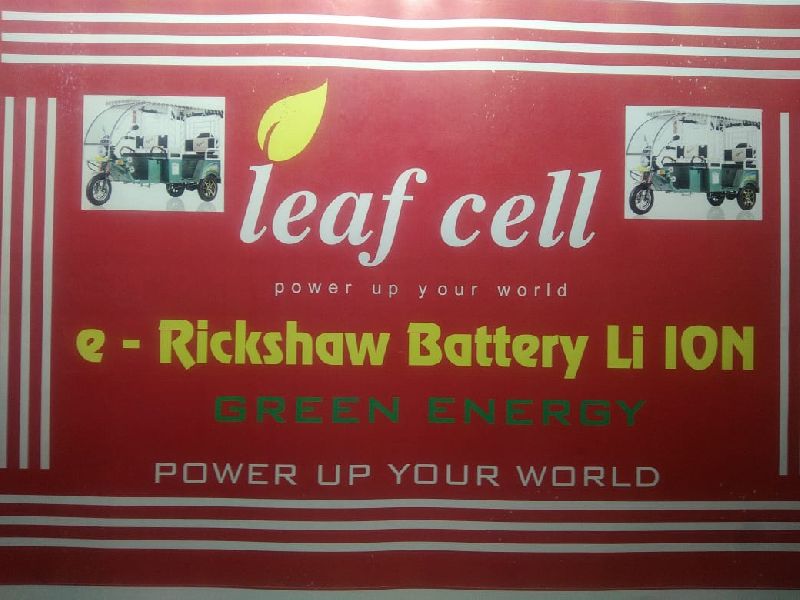 leaf cell
power up your world
e - Rickshaw Battery Li ION
GREEN ENERGY
POWER UP YOUR WORLD